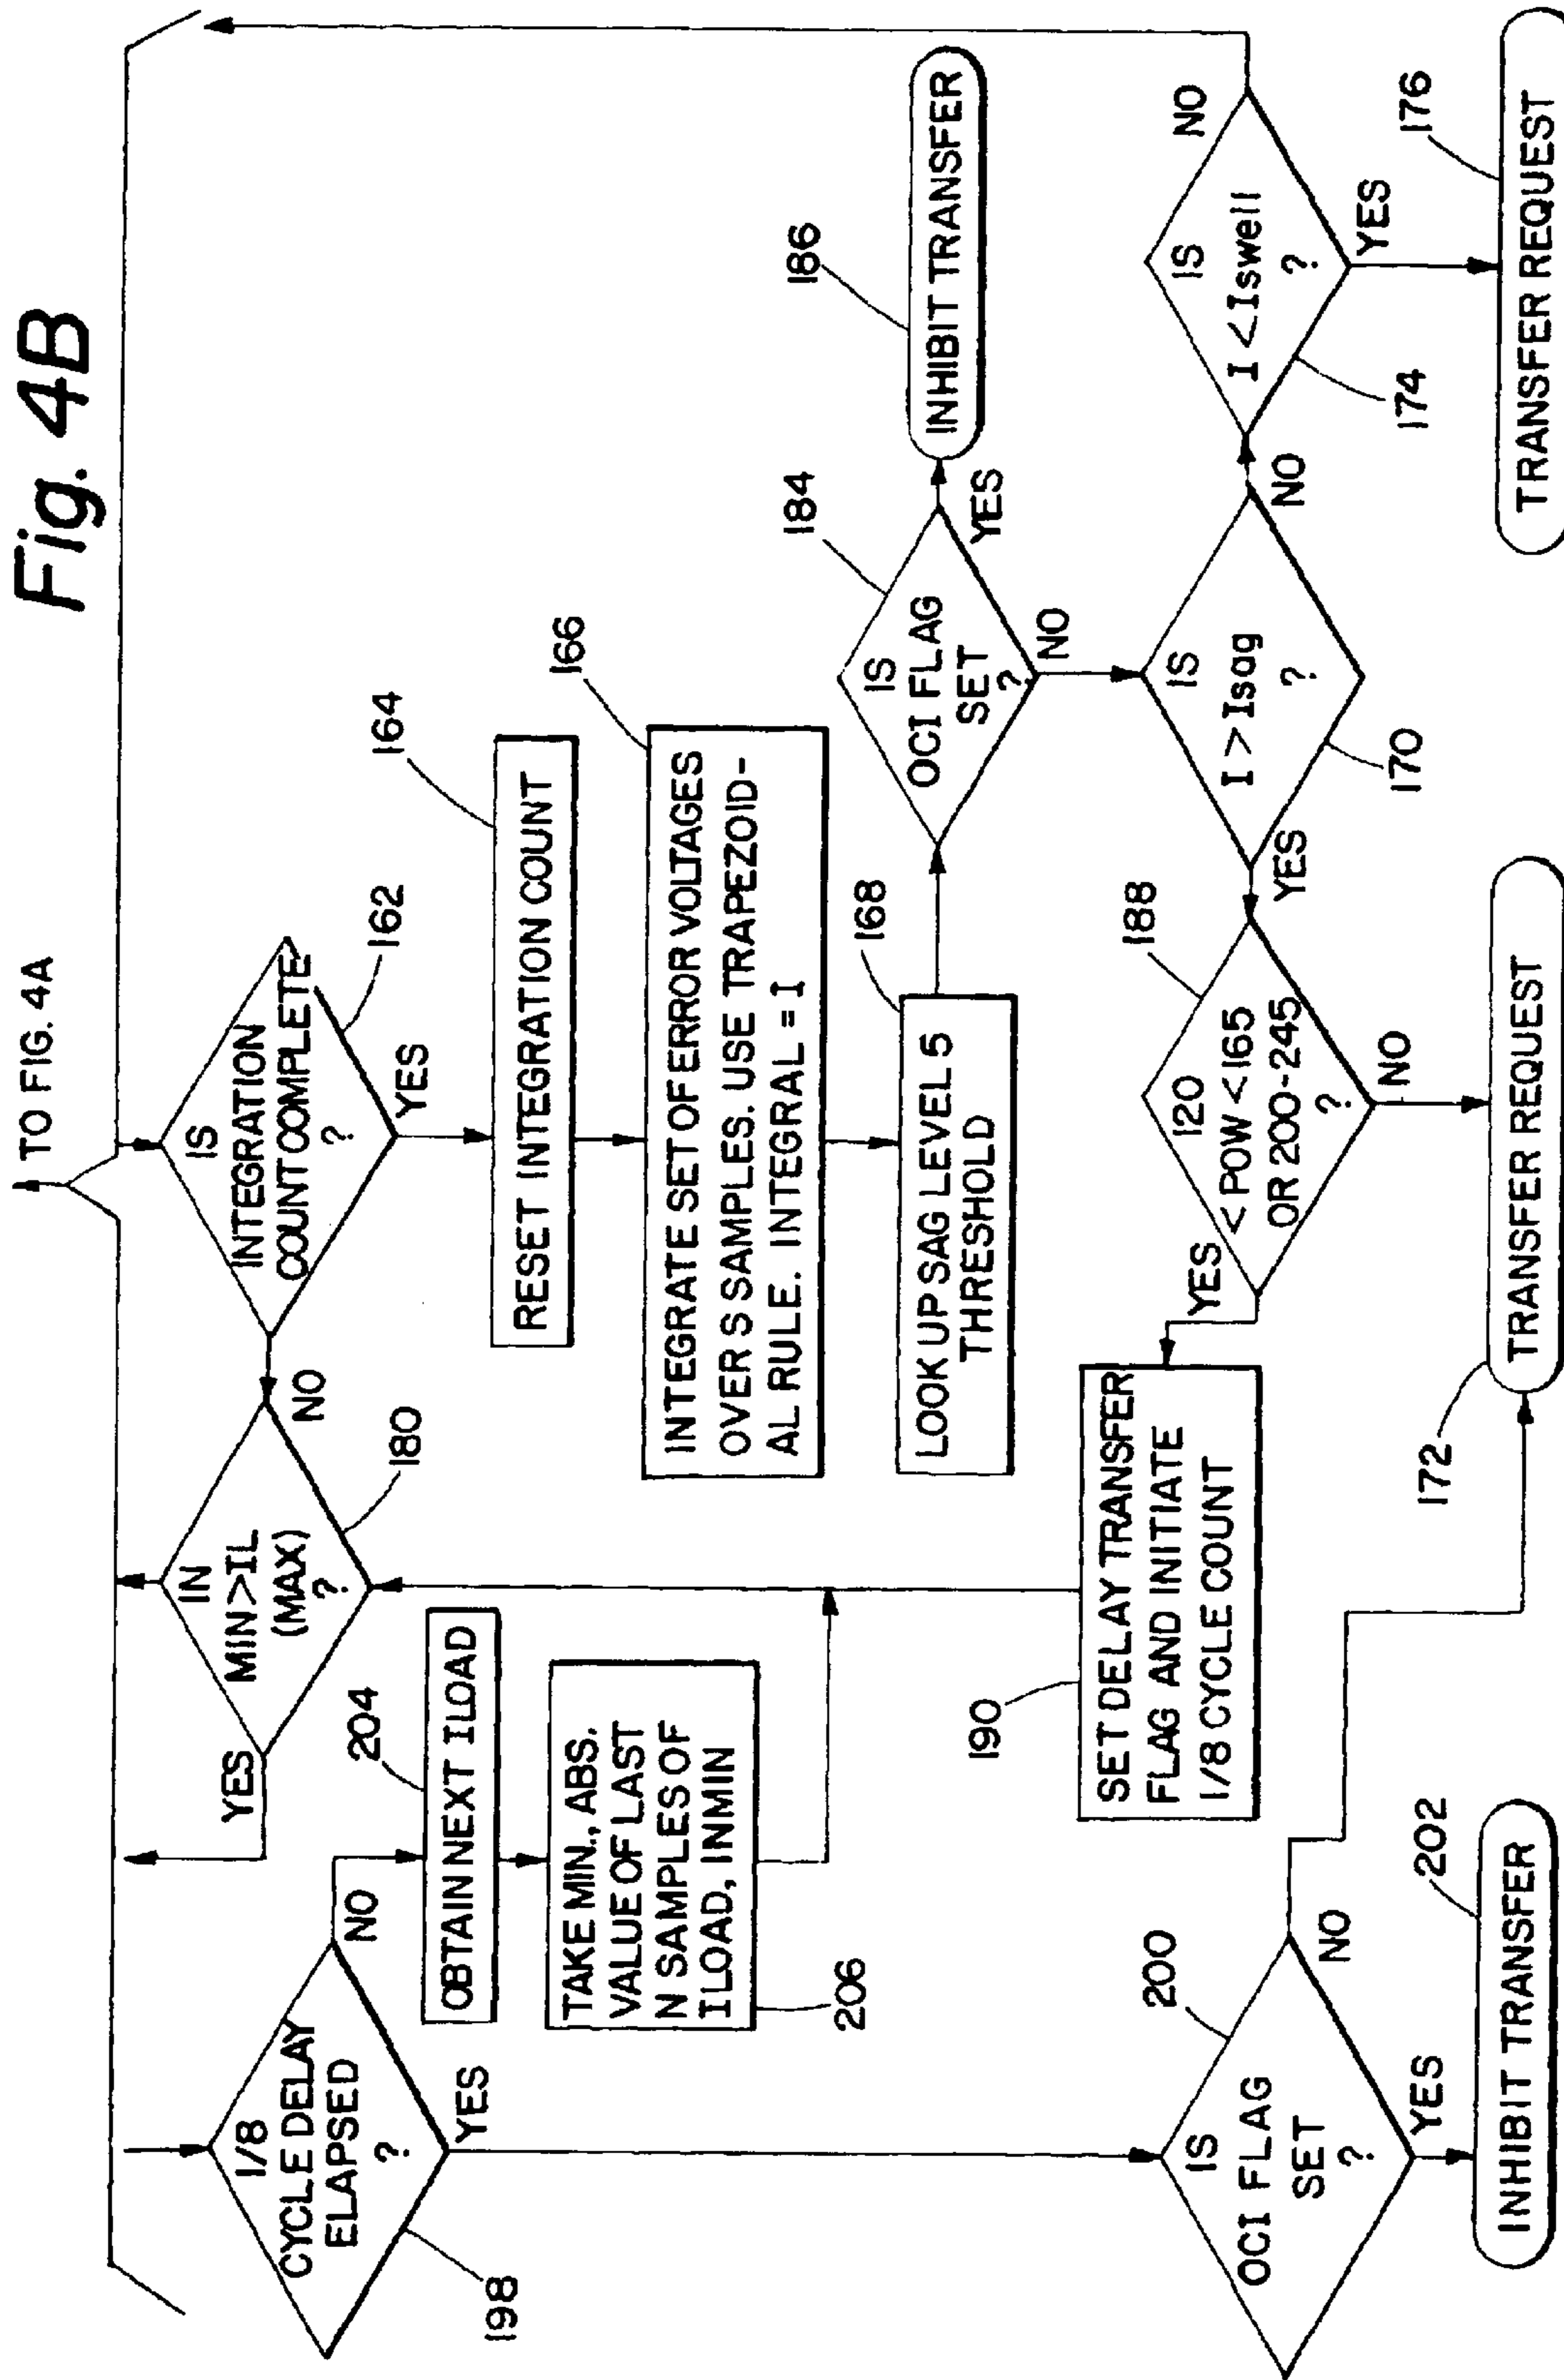 Fig. 4B
TO FIG. 4A
1/8
CYCLE DELAY
ELAPSED
?
198
NO
YES
204
OBTAIN NEXT ILOAD
TAKE MIN., ABS.
VALUE OF LAST
N SAMPLES OF
ILOAD, INMIN
206
YES
IN
MIN>IL
(MAX)
?
180
NO
IS
INTEGRATION
COUNT COMPLETE
?
162
YES
164
RESET INTEGRATION COUNT
166
INTEGRATE SET OF ERROR VOLTAGES
OVER S SAMPLES. USE TRAPEZOID-
AL RULE. INTEGRAL = I
168
LOOK UP SAG LEVEL 5
THRESHOLD
184
IS
OCI FLAG
SET
?
YES
NO
186
INHIBIT TRANSFER
IS
I > Isag
?
170
YES
NO
IS
I < Iswell
?
174
NO
YES
176
TRANSFER REQUEST
188
120
< POW < 165
OR 200-245
?
YES
NO
190
SET DELAY TRANSFER
FLAG AND INITIATE
1/8 CYCLE COUNT
172
TRANSFER REQUEST
200
IS
OCI FLAG
SET
?
NO
YES
202
INHIBIT TRANSFER